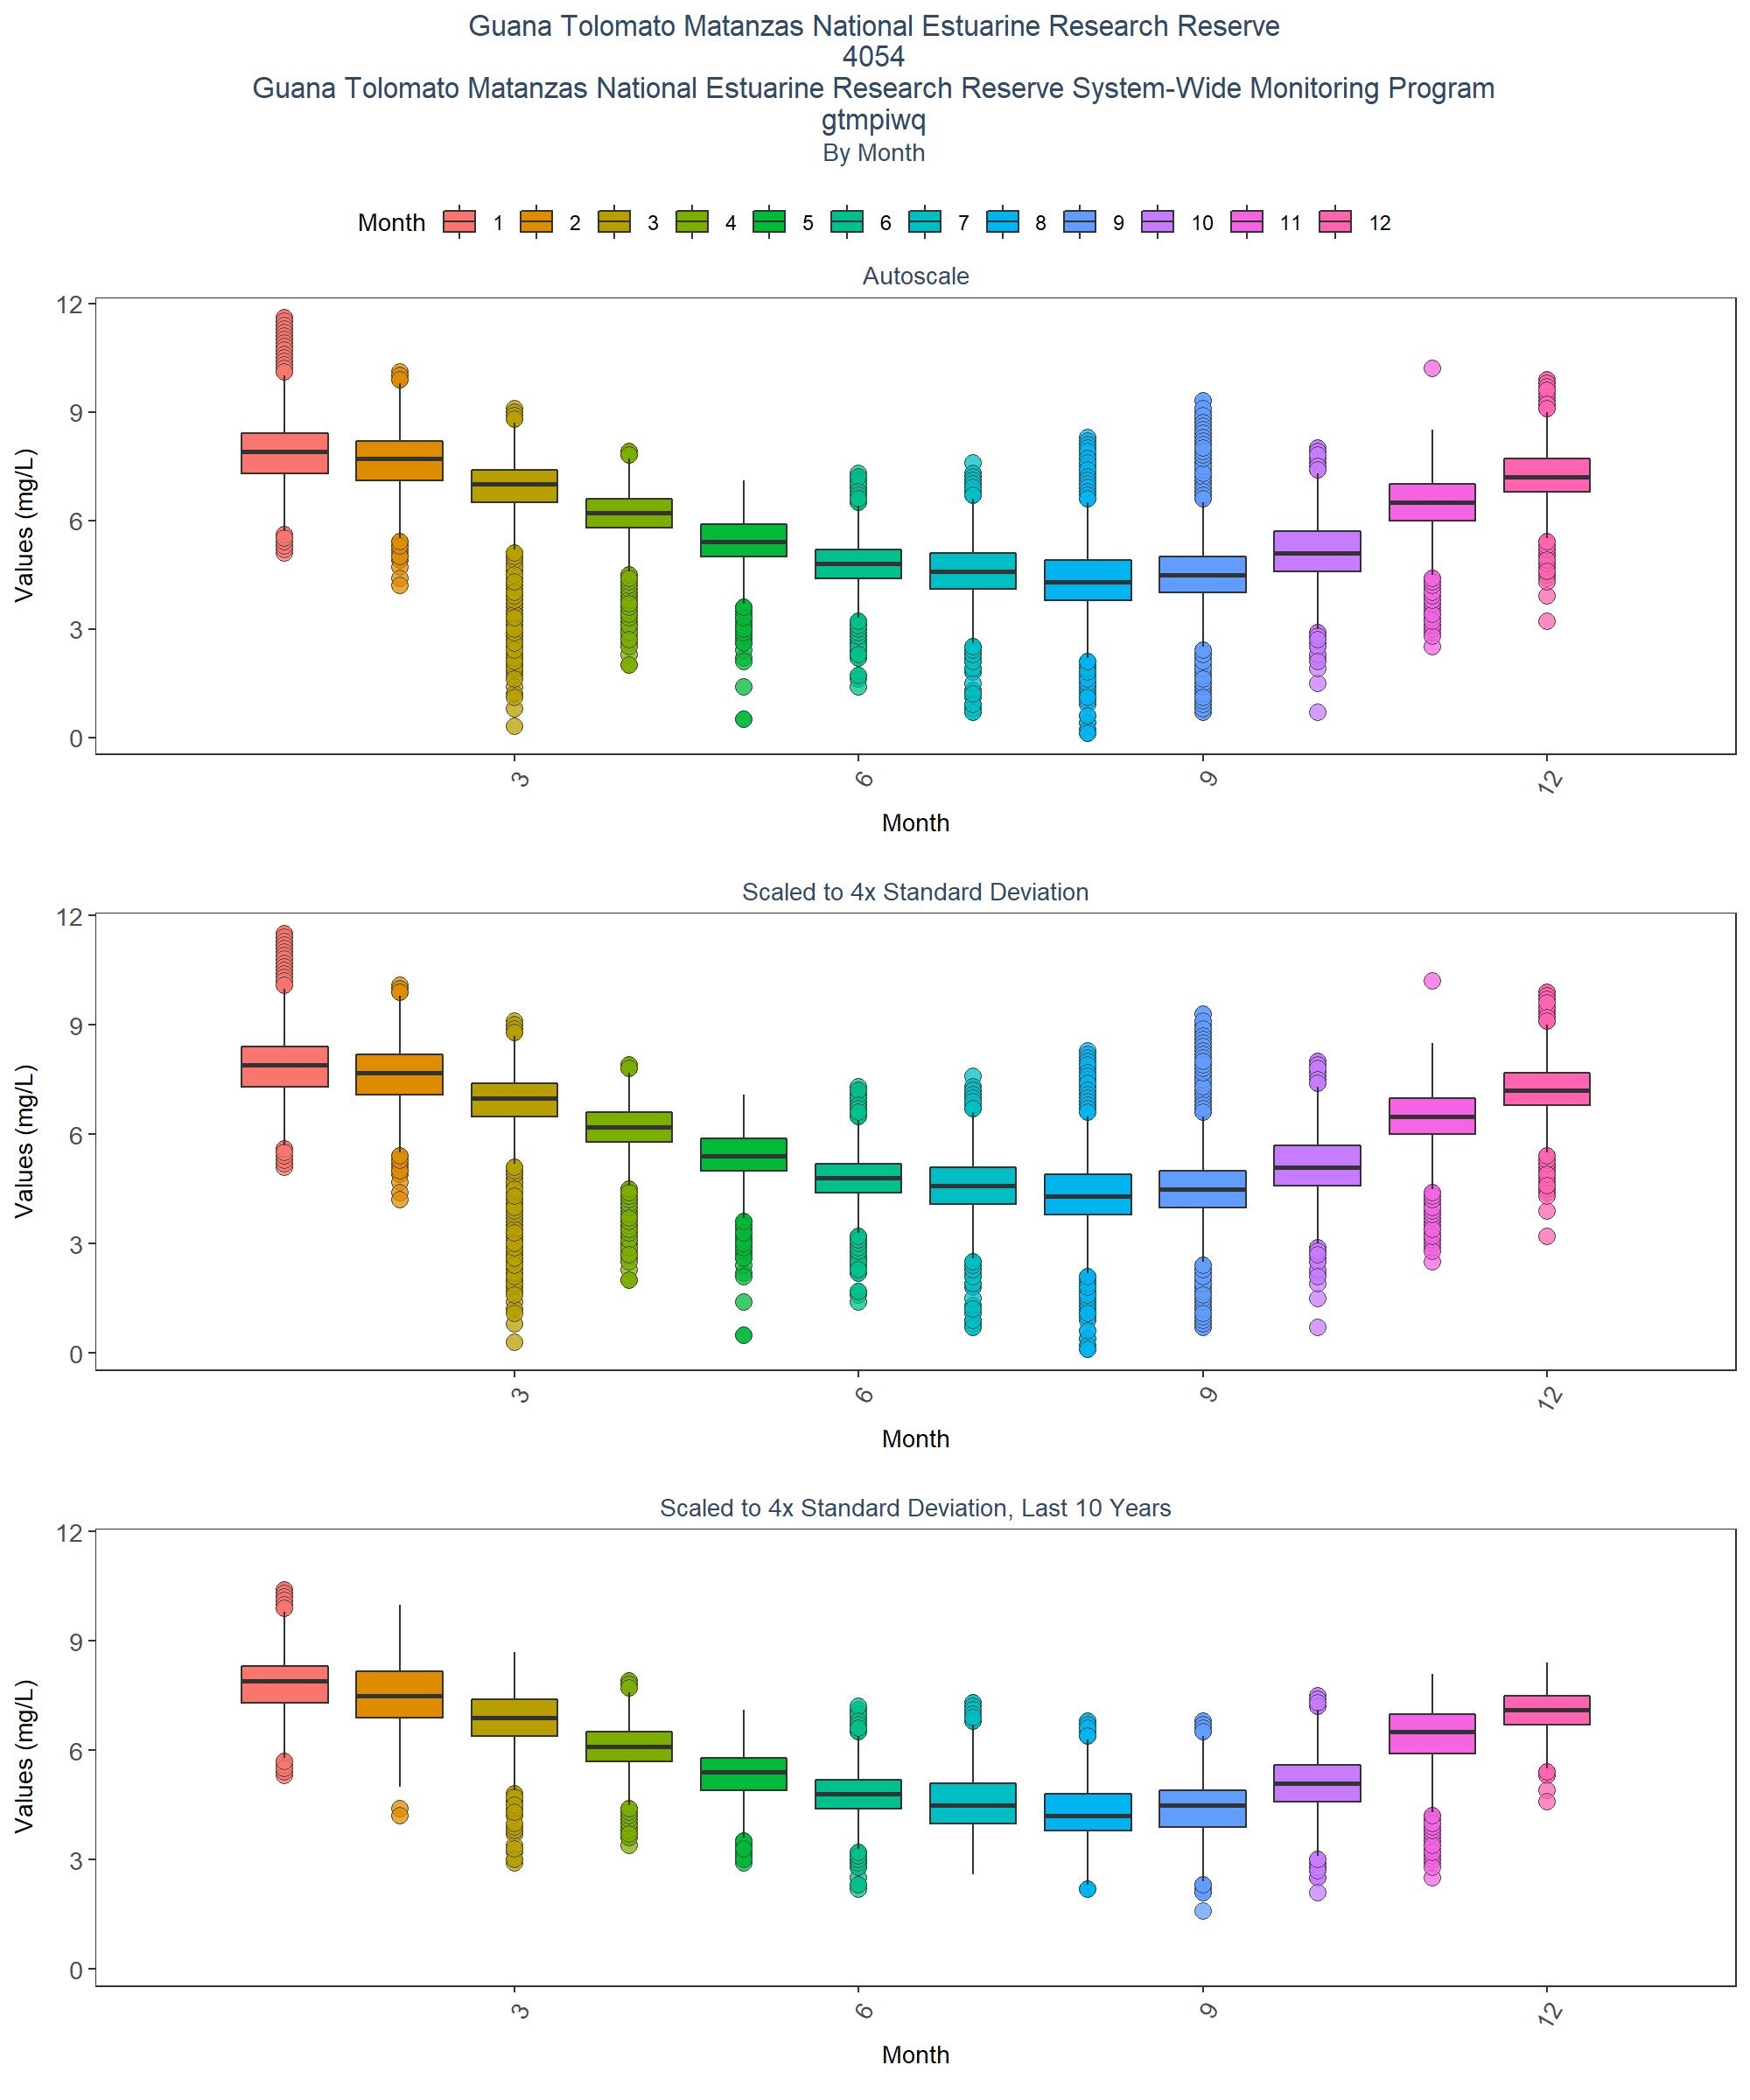 Guana Tolomato Matanzas National Estuarine Research Reserve
4054
Guana Tolomato Matanzas National Estuarine Research Reserve System-Wide Monitoring Program
gtmpiwq
By Month
Month 1 2 3 4 5 6 7 8 9 10 11 12
Autoscale
12
9
6
3
0
Values (mg/L)
3 6 9 12
Month
Scaled to 4x Standard Deviation
12
9
6
3
0
Values (mg/L)
3 6 9 12
Month
Scaled to 4x Standard Deviation, Last 10 Years
12
9
6
3
0
Values (mg/L)
3 6 9 12
Month